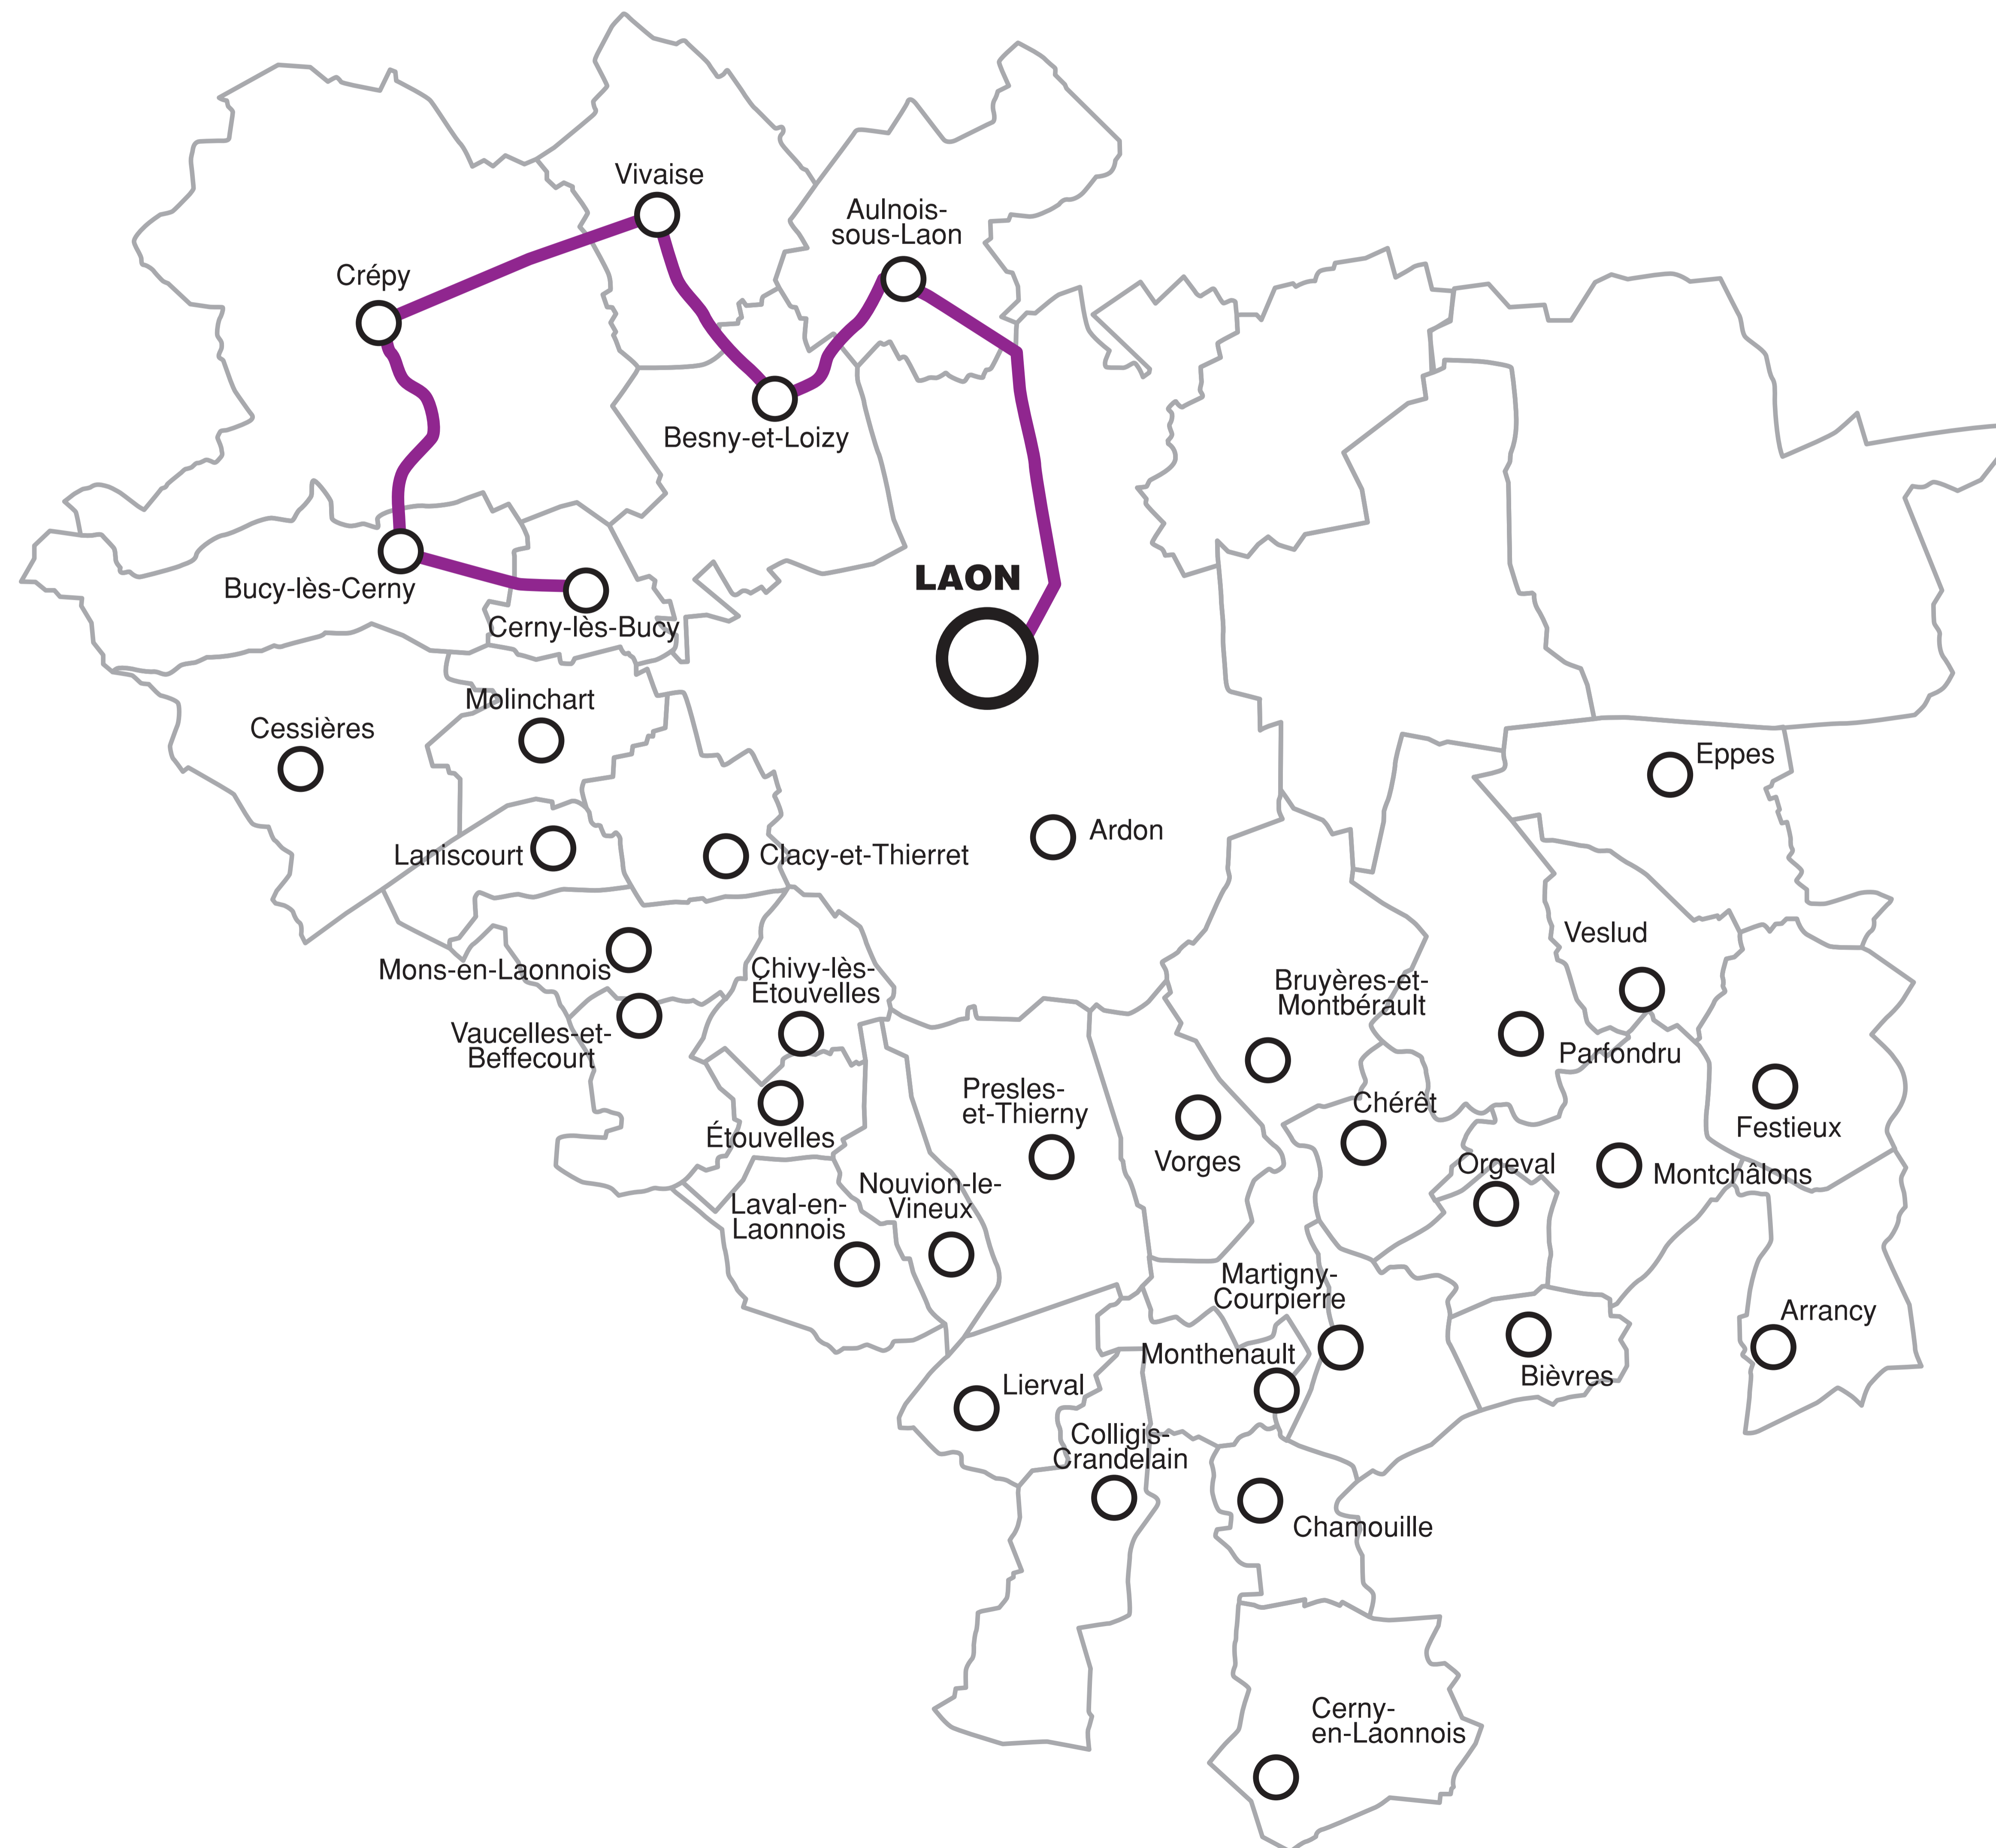 Vivaise
Aulnois-
sous-Laon
Crépy
Besny-et-Loizy
LAON
Bucy-lès-Cerny
Cerny-lès-Bucy
Molinchart
Cessières
Eppes
Ardon
Laniscourt
Clacy-et-Thierret
Veslud
Mons-en-Laonnois
Chivy-lès-
Étouvelles
Bruyères-et-
Montbérault
Vaucelles-et-
Beffecourt
Parfondru
Presles-
et-Thierny
Chérêt
Festieux
Étouvelles
Vorges
Orgeval
Montchâlons
Nouvion-le-
Vineux
Laval-en-
Laonnois
Martigny-
Courpierre
Arrancy
Monthenault
Bièvres
Lierval
Colligis-
Crandelain
Chamouille
Cerny-
en-Laonnois